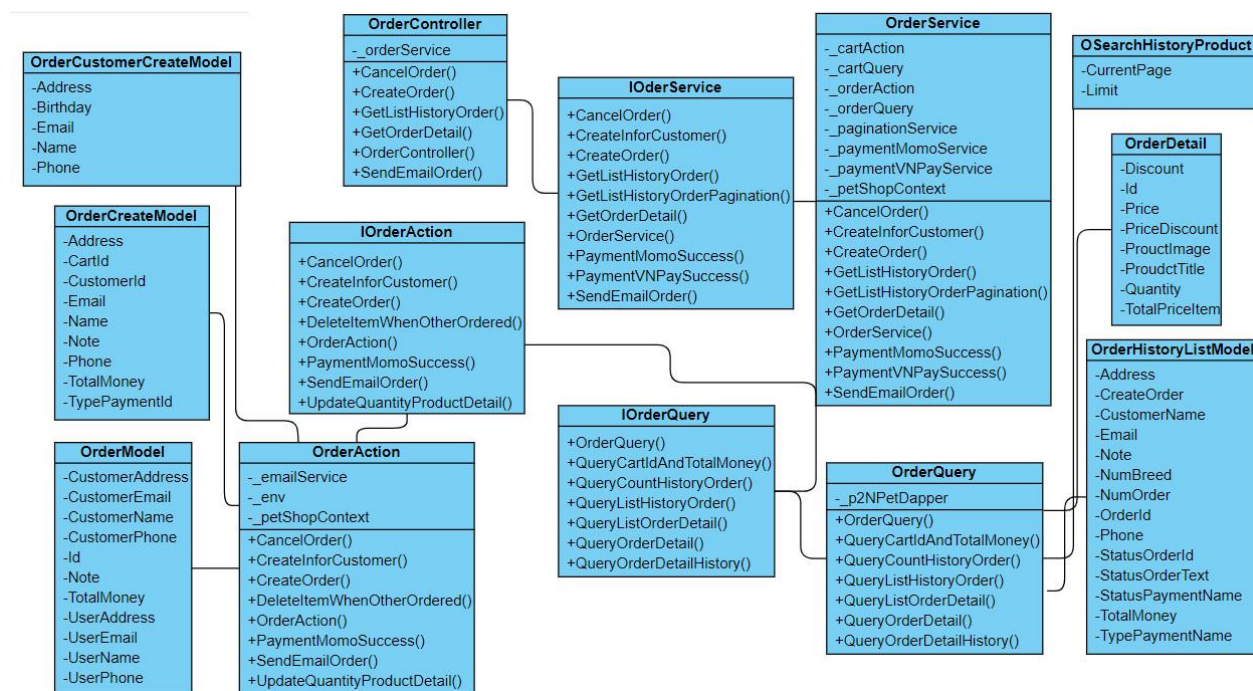 OrderCustomerCreateModel
-Address
-Birthday
-Email
-Name
-Phone
OrderCreateModel
-Address
-CartId
-CustomerId
-Email
-Name
-Note
-Phone
-TotalMoney
-TypePaymentId
OrderModel
-CustomerAddress
-CustomerEmail
-CustomerName
-CustomerPhone
-Id
-Note
-TotalMoney
-UserAddress
-UserEmail
-UserName
-UserPhone
OrderController
-_orderService
+CancelOrder()
+CreateOrder()
+GetListHistoryOrder()
+GetOrderDetail()
+OrderController()
+SendEmailOrder()
IOrderAction
+CancelOrder()
+CreateInforCustomer()
+CreateOrder()
+DeleteItemWhenOtherOrdered()
+OrderAction()
+PaymentMomoSuccess()
+SendEmailOrder()
+UpdateQuantityProductDetail()
OrderAction
-_emailService
-_env
-_petShopContext
+CancelOrder()
+CreateInforCustomer()
+CreateOrder()
+DeleteItemWhenOtherOrdered()
+OrderAction()
+PaymentMomoSuccess()
+SendEmailOrder()
+UpdateQuantityProductDetail()
IOderService
+CancelOrder()
+CreateInforCustomer()
+CreateOrder()
+GetListHistoryOrder()
+GetListHistoryOrderPagination()
+GetOrderDetail()
+OrderService()
+PaymentMomoSuccess()
+PaymentVNPaySuccess()
+SendEmailOrder()
IOrderQuery
+OrderQuery()
+QueryCartIdAndTotalMoney()
+QueryCountHistoryOrder()
+QueryListHistoryOrder()
+QueryListOrderDetail()
+QueryOrderDetail()
+QueryOrderDetailHistory()
OrderService
-_cartAction
-_cartQuery
-_orderAction
-_orderQuery
-_paginationService
-_paymentMomoService
-_paymentVNPayService
-_petShopContext
+CancelOrder()
+CreateInforCustomer()
+CreateOrder()
+GetListHistoryOrder()
+GetListHistoryOrderPagination()
+GetOrderDetail()
+OrderService()
+PaymentMomoSuccess()
+PaymentVNPaySuccess()
+SendEmailOrder()
OrderQuery
-_p2NPetDapper
+OrderQuery()
+QueryCartIdAndTotalMoney()
+QueryCountHistoryOrder()
+QueryListHistoryOrder()
+QueryListOrderDetail()
+QueryOrderDetail()
+QueryOrderDetailHistory()
OSearchHistoryProduct
-CurrentPage
-Limit
OrderDetail
-Discount
-Id
-Price
-PriceDiscount
-ProuctImage
-ProudctTitle
-Quantity
-TotalPriceItem
OrderHistoryListModel
-Address
-CreateOrder
-CustomerName
-Email
-Note
-NumBreed
-NumOrder
-OrderId
-Phone
-StatusOrderId
-StatusOrderText
-StatusPaymentName
-TotalMoney
-TypePaymentName